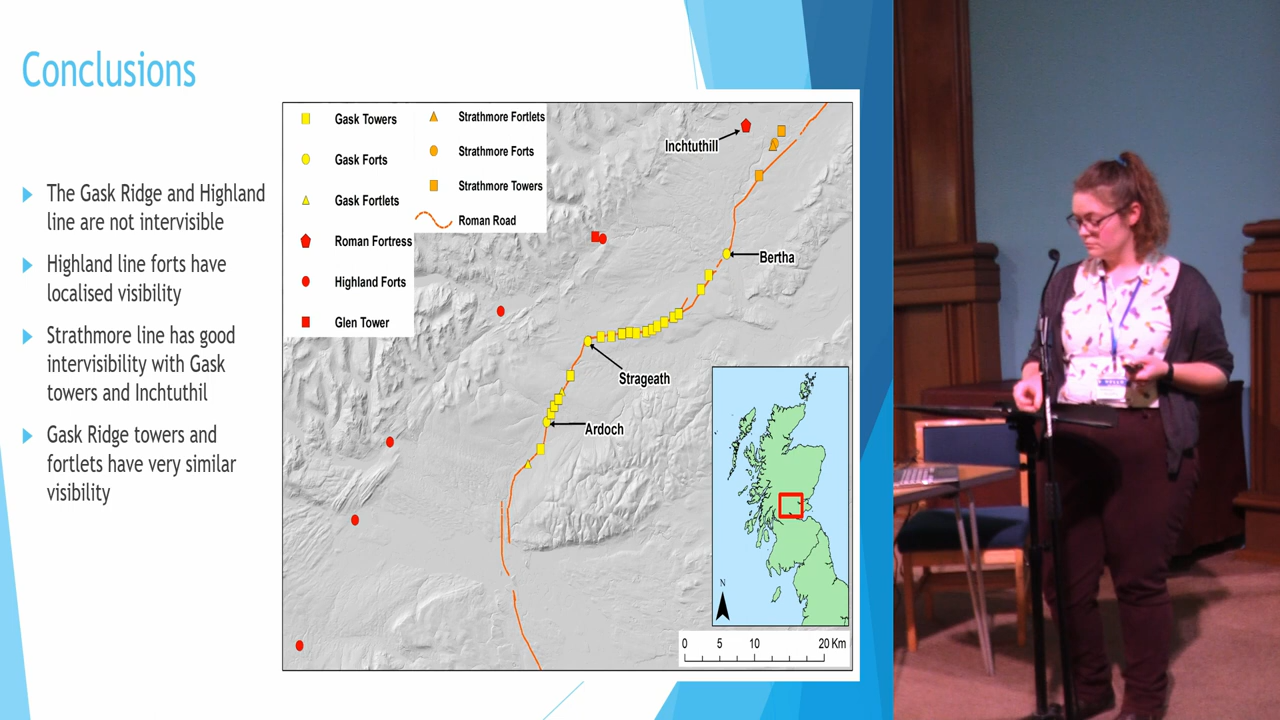 Conclusions
The Gask Ridge and Highland
line are not intervisible
Highland line forts have
localised visibility
Strathmore line has good
intervisibility with Gask
towers and Inchtuthil
Gask Ridge towers and
fortlets have very similar
visibility
Gask Towers
Gask Forts
Gask Fortlets
Roman Fortress
Highland Forts
Glen Tower
Strathmore Fortlets
Strathmore Forts
Strathmore Towers
Roman Road
Inchtuthill
Bertha
Strageath
Ardoch
N
0 5 10 20 Km